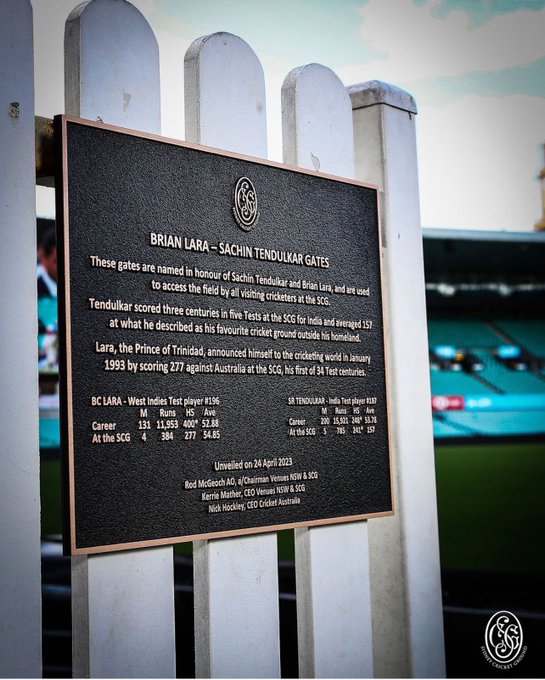 BRIAN LARA – SACHIN TENDULKAR GATES
These gates are named in honour of Sachin Tendulkar and Brian Lara, and are used
to access the field by all visiting cricketers at the SCG.
Tendulkar scored three centuries in five Tests at the SCG for India and averaged 157
at what he described as his favourite cricket ground outside his homeland.
Lara, the Prince of Trinidad, announced himself to the cricketing world in January
1993 by scoring 277 against Australia at the SCG, his first of 34 Test centuries.
BC LARA - West Indies Test player #196
M Runs HS Ave
Career 131 11,953 400* 52.88
At the SCG 4 384 277 54.85
SR TENDULKAR - India Test player #187
M Runs HS Ave
Career 200 15,921 248* 53.78
At the SCG 5 785 241* 157
Unveiled on 24 April 2023
Rod McGeoch AO, a/Chairman Venues NSW & SCG
Kerrie Mather, CEO Venues NSW & SCG
Nick Hockley, CEO Cricket Australia
SYDNEY CRICKET GROUND